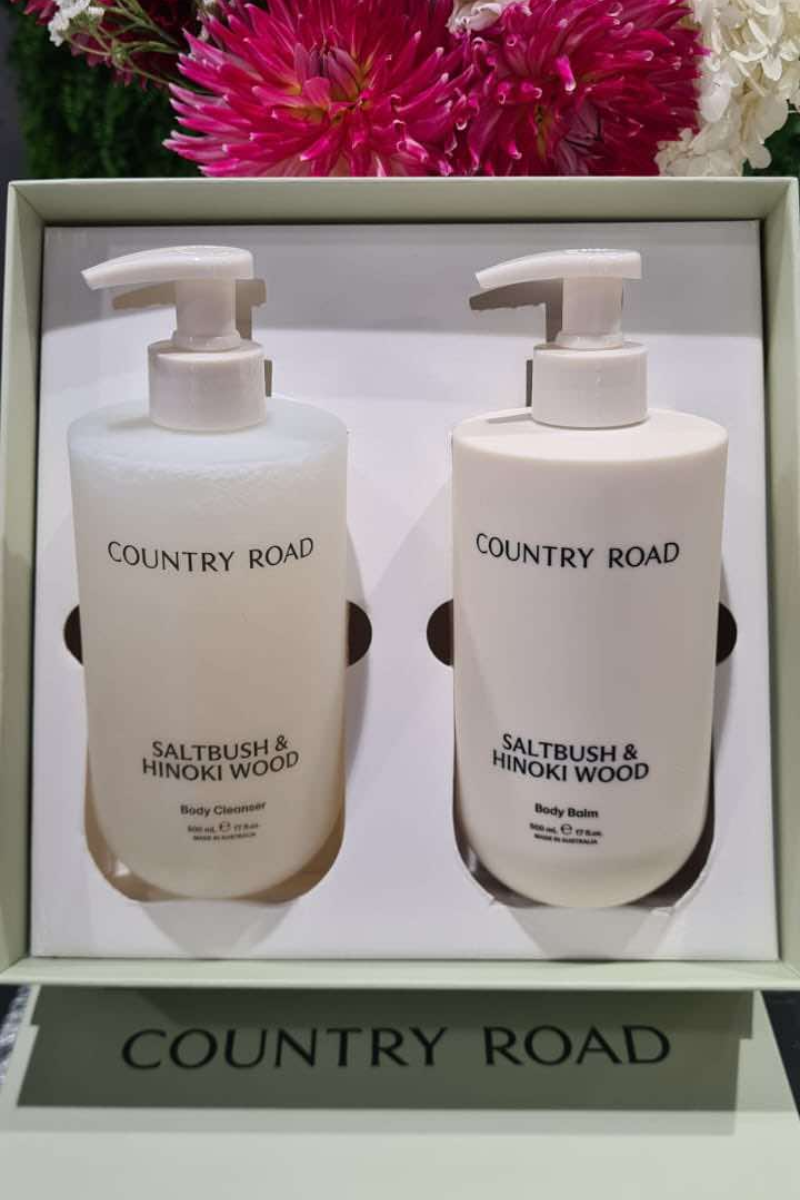 COUNTRY ROAD
SALTBUSH &
HINOKI WOOD
Body Cleanser
500 mL ℮ 17 fl.oz.
MADE IN AUSTRALIA
COUNTRY ROAD
SALTBUSH &
HINOKI WOOD
Body Balm
500 mL ℮ 17 fl.oz.
MADE IN AUSTRALIA
COUNTRY ROAD